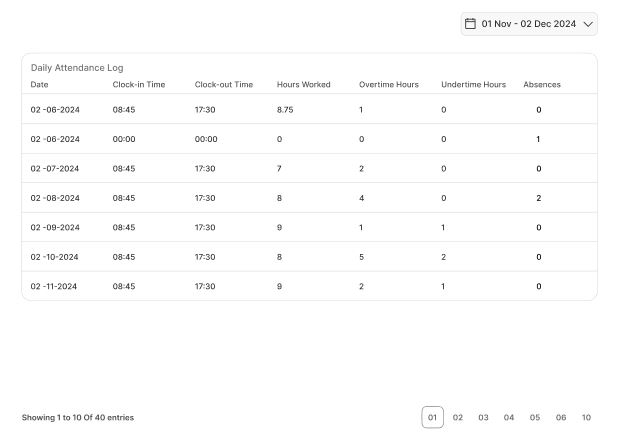 01 Nov - 02 Dec 2024
Daily Attendance Log
Date Clock-in Time Clock-out Time Hours Worked Overtime Hours Undertime Hours Absences
02 -06-2024 08:45 17:30 8.75 1 0 0
02 -06-2024 00:00 00:00 0 0 0 1
02 -07-2024 08:45 17:30 7 2 0 0
02 -08-2024 08:45 17:30 8 4 0 2
02 -09-2024 08:45 17:30 9 1 1 0
02 -10-2024 08:45 17:30 8 5 2 0
02 -11-2024 08:45 17:30 9 2 1 0
Showing 1 to 10 Of 40 entries 01 02 03 04 05 06 10